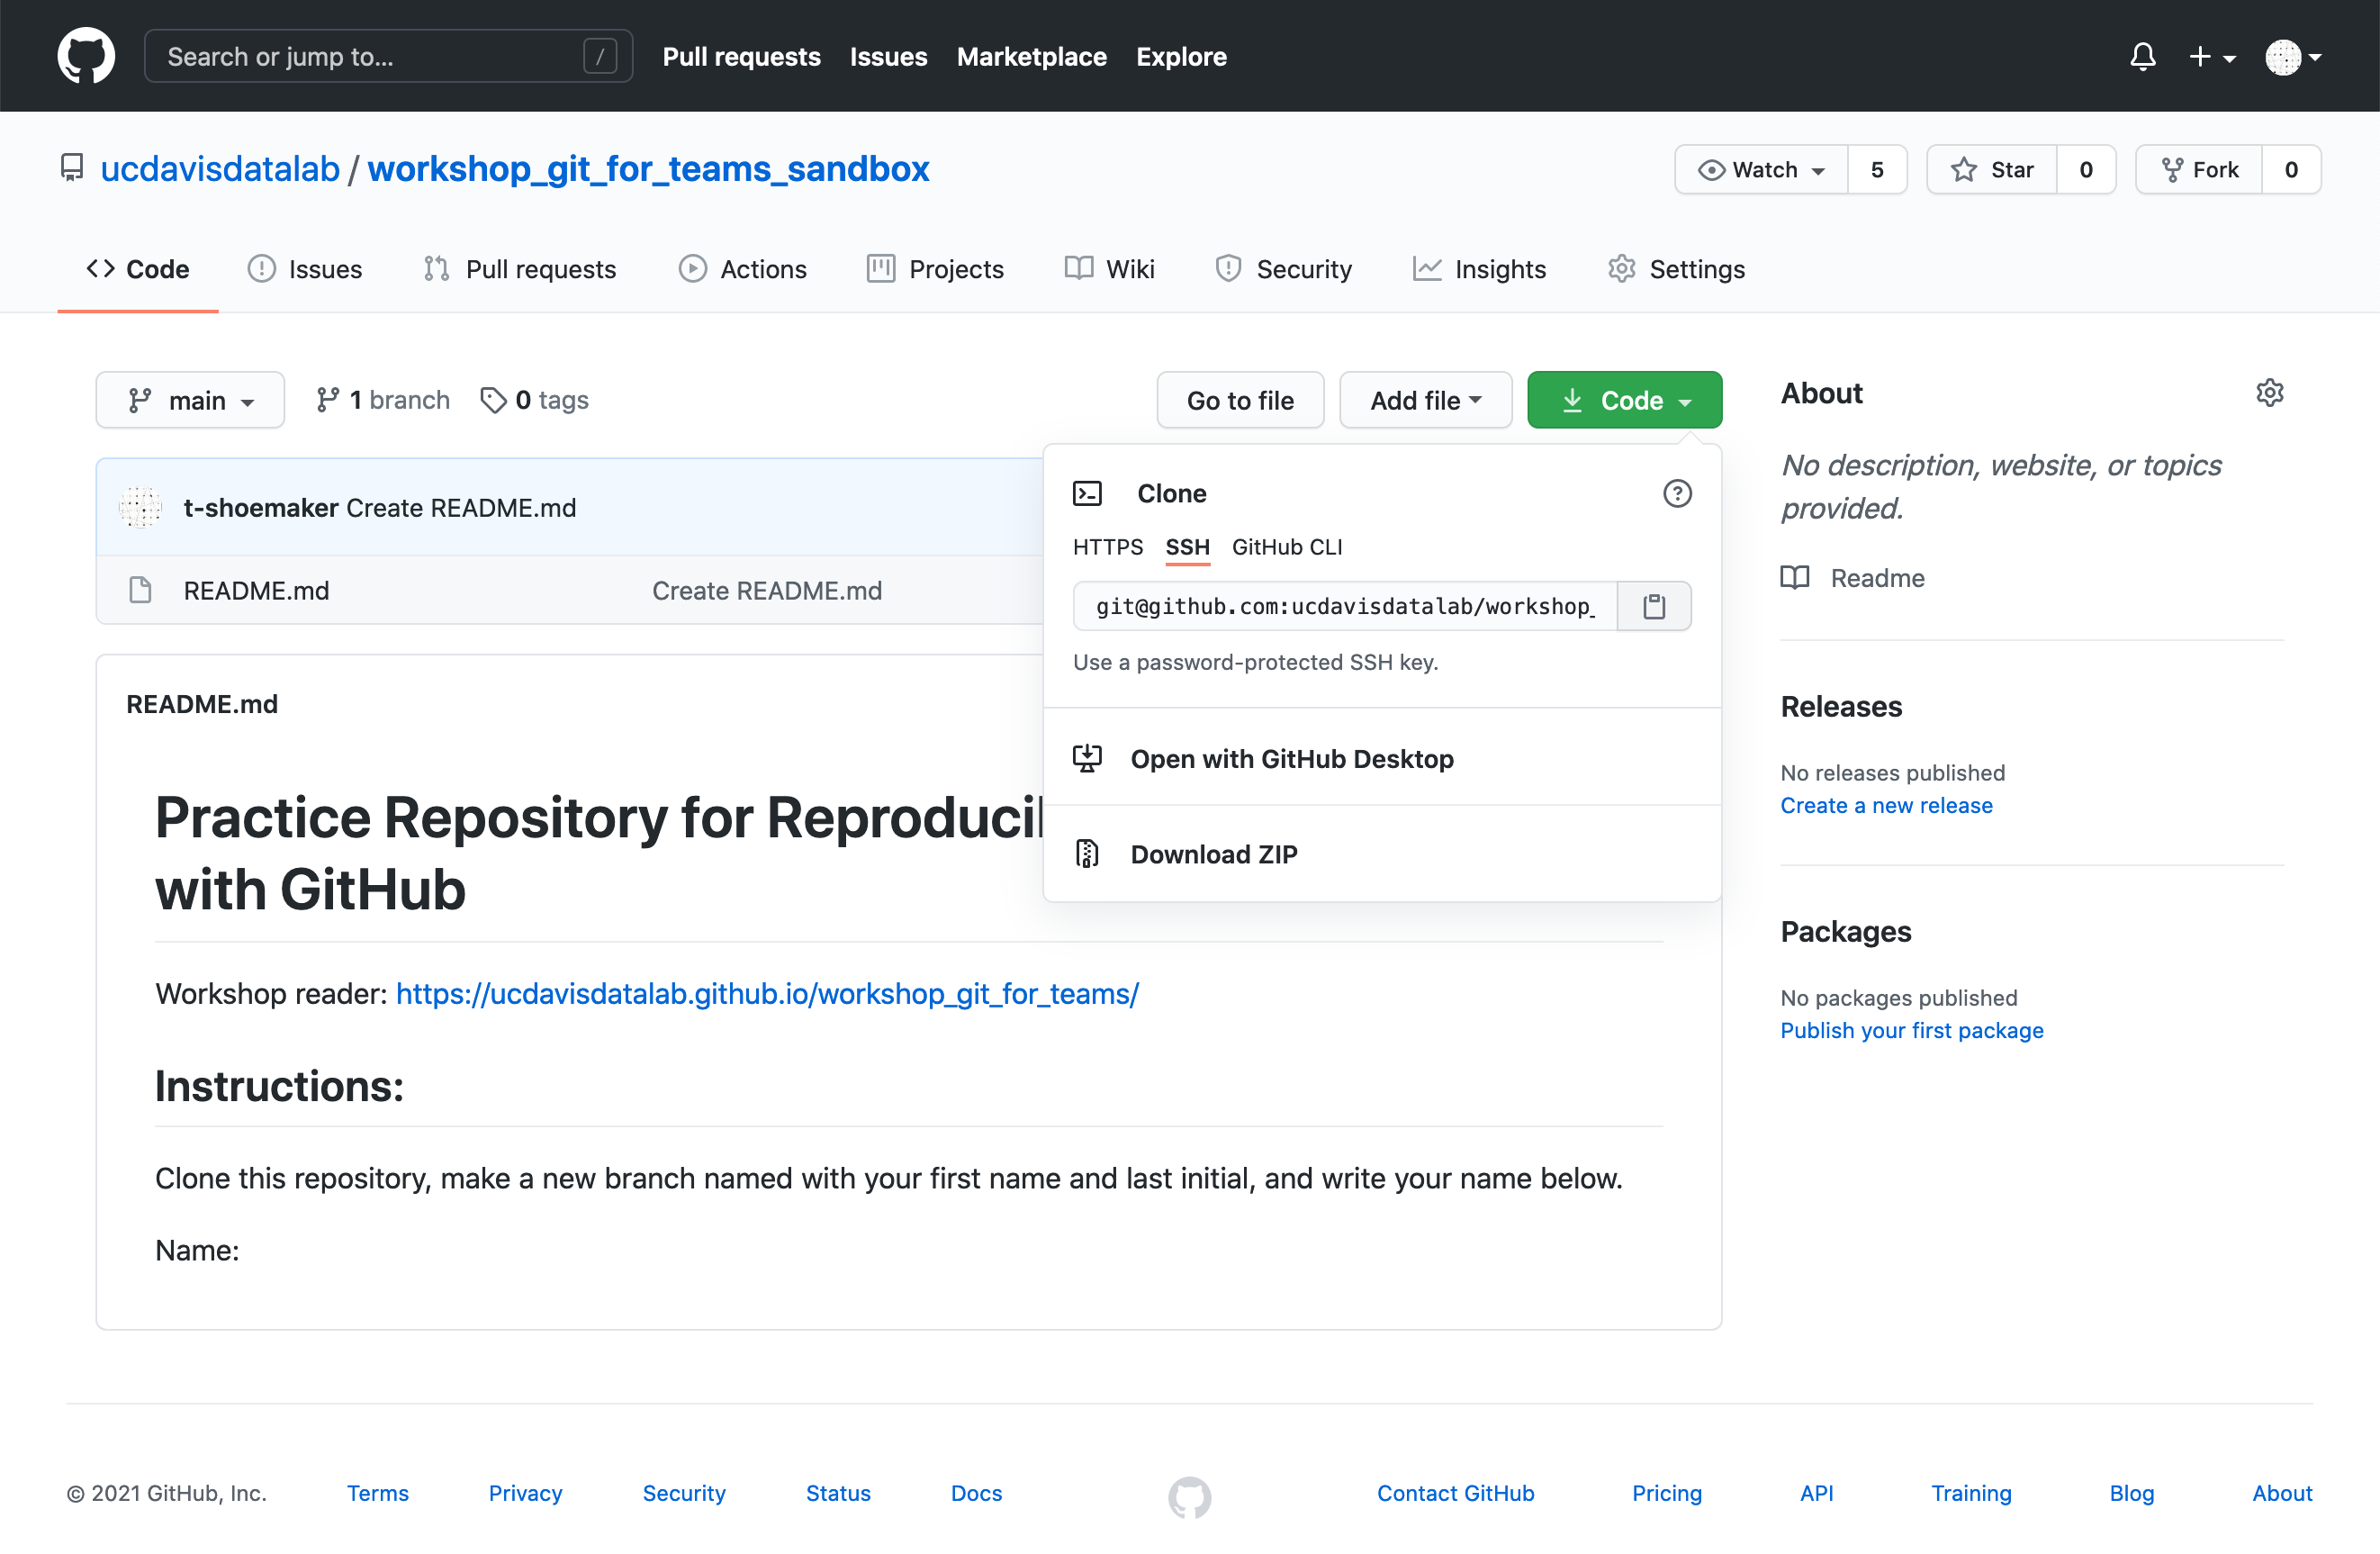 Search or jump to... /
Pull requests Issues Marketplace Explore
ucdavisdatalab / workshop_git_for_teams_sandbox
Watch 5 Star 0 Fork 0
Code Issues Pull requests Actions Projects Wiki Security Insights Settings
main 1 branch 0 tags
Go to file Add file Code
t-shoemaker Create README.md
README.md Create README.md
Clone
HTTPS SSH GitHub CLI
git@github.com:ucdavisdatalab/workshop_
Use a password-protected SSH key.
Open with GitHub Desktop
Download ZIP
README.md
Practice Repository for Reproducil
with GitHub
Workshop reader: https://ucdavisdatalab.github.io/workshop_git_for_teams/
Instructions:
Clone this repository, make a new branch named with your first name and last initial, and write your name below.
Name:
About
No description, website, or topics
provided.
Readme
Releases
No releases published
Create a new release
Packages
No packages published
Publish your first package
© 2021 GitHub, Inc. Terms Privacy Security Status Docs Contact GitHub Pricing API Training Blog About